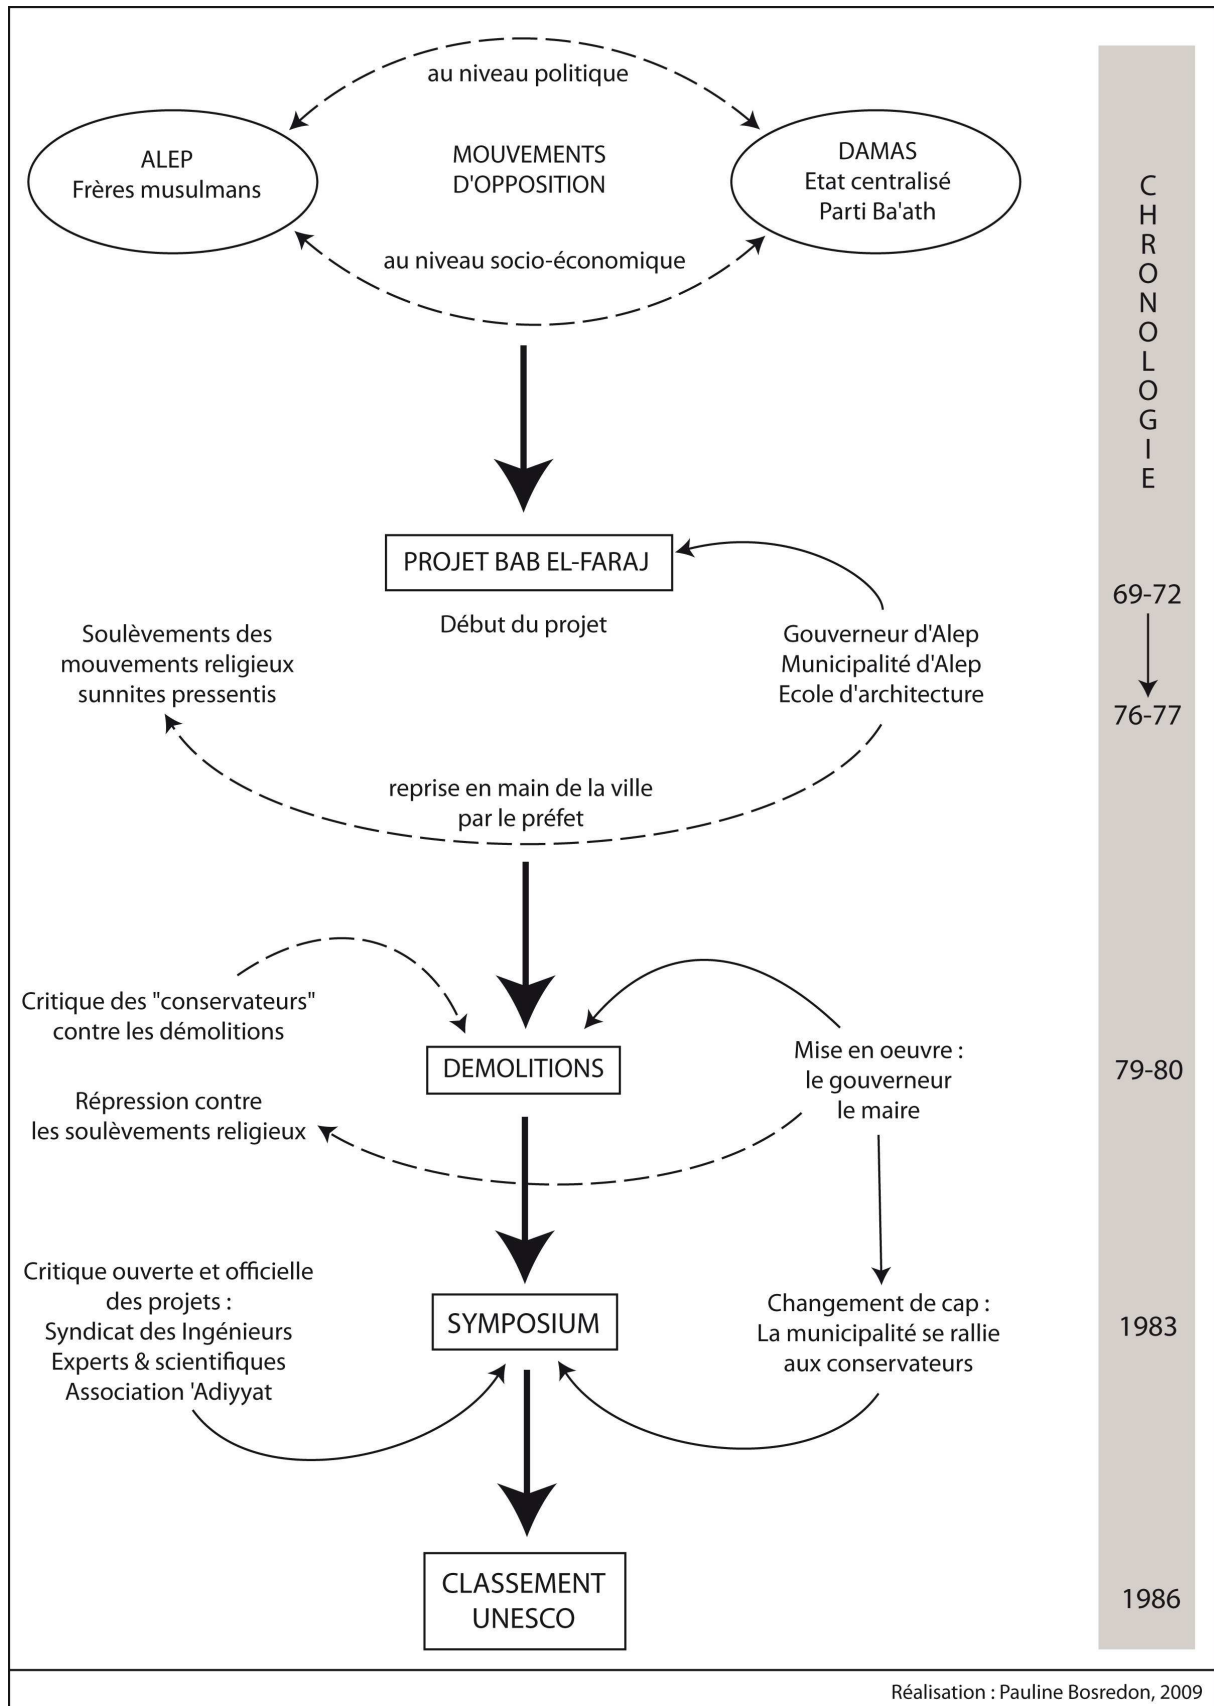 au niveau politique
ALEP
Frères musulmans
MOUVEMENTS
D'OPPOSITION
DAMAS
Etat centralisé
Parti Ba'ath
au niveau socio-économique
CHRONOLOGIE
PROJET BAB EL-FARAJ
Début du projet
69-72
Soulèvements des
mouvements religieux
sunnites pressentis
Gouverneur d'Alep
Municipalité d'Alep
Ecole d'architecture
76-77
reprise en main de la ville
par le préfet
Critique des "conservateurs"
contre les démolitions
DEMOLITIONS
Mise en oeuvre :
le gouverneur
le maire
79-80
Répression contre
les soulèvements religieux
Critique ouverte et officielle
des projets :
Syndicat des Ingénieurs
Experts & scientifiques
Association 'Adiyyat
SYMPOSIUM
Changement de cap :
La municipalité se rallie
aux conservateurs
1983
CLASSEMENT
UNESCO
1986
Réalisation : Pauline Bosredon, 2009